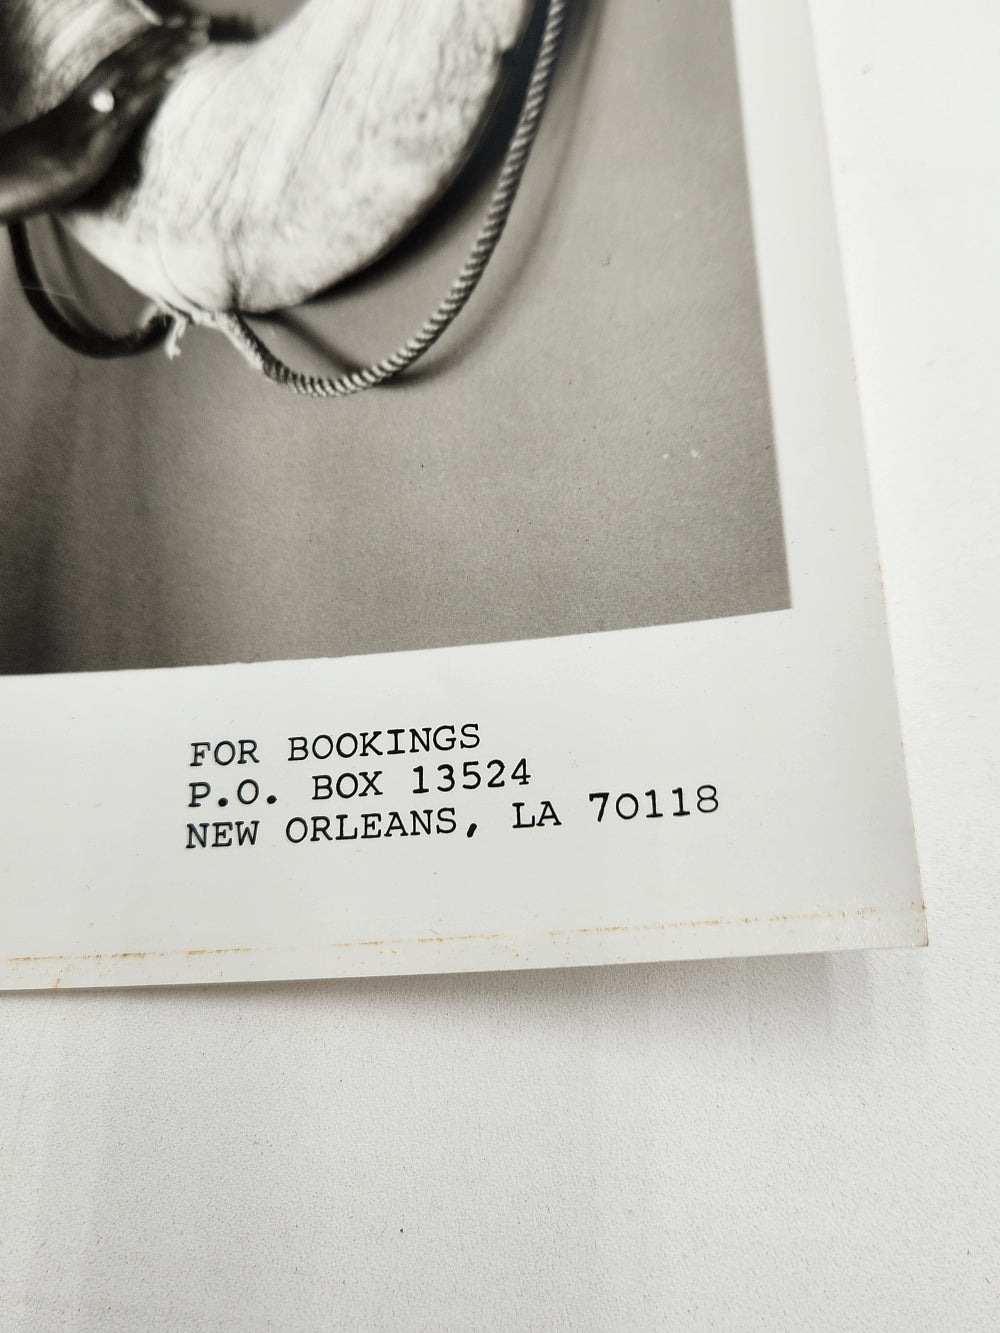 FOR BOOKINGS
P.O. BOX 13524
NEW ORLEANS, LA 70118